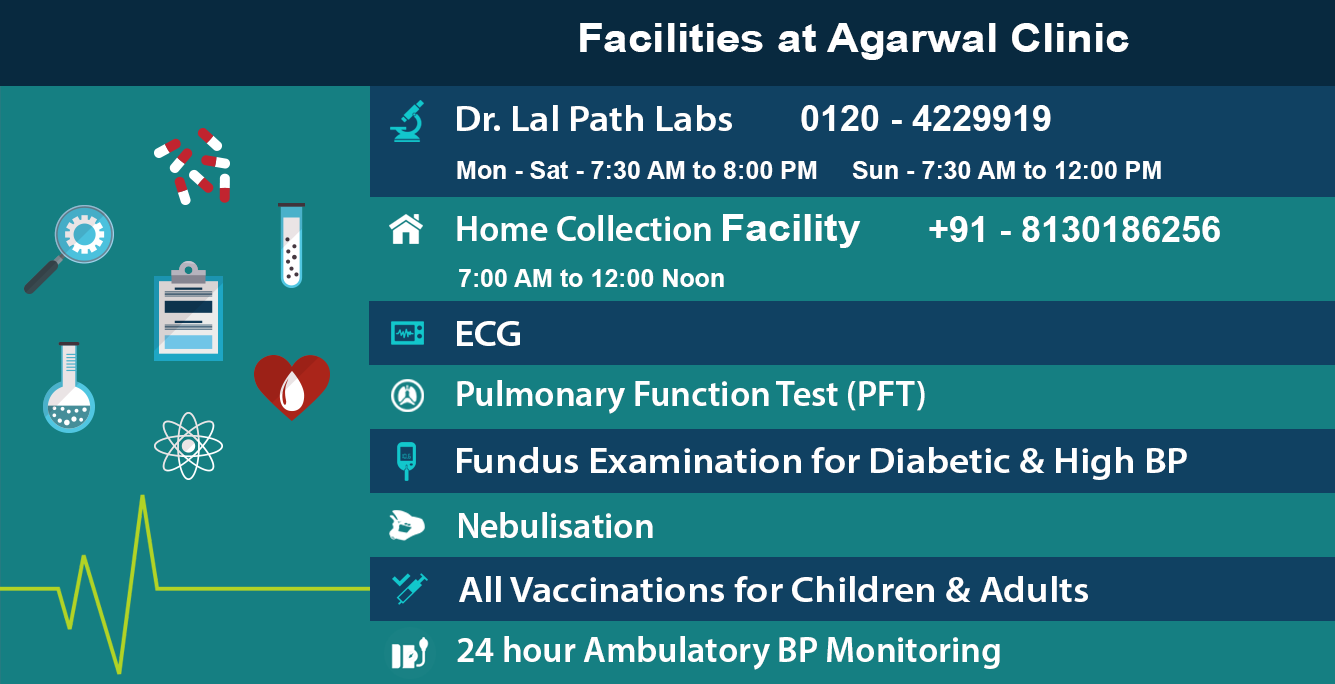 Facilities at Agarwal Clinic
Dr. Lal Path Labs 0120 - 4229919
Mon - Sat - 7:30 AM to 8:00 PM Sun - 7:30 AM to 12:00 PM
Home Collection Facility +91 - 8130186256
7:00 AM to 12:00 Noon
ECG
Pulmonary Function Test (PFT)
Fundus Examination for Diabetic & High BP
Nebulisation
All Vaccinations for Children & Adults
24 hour Ambulatory BP Monitoring